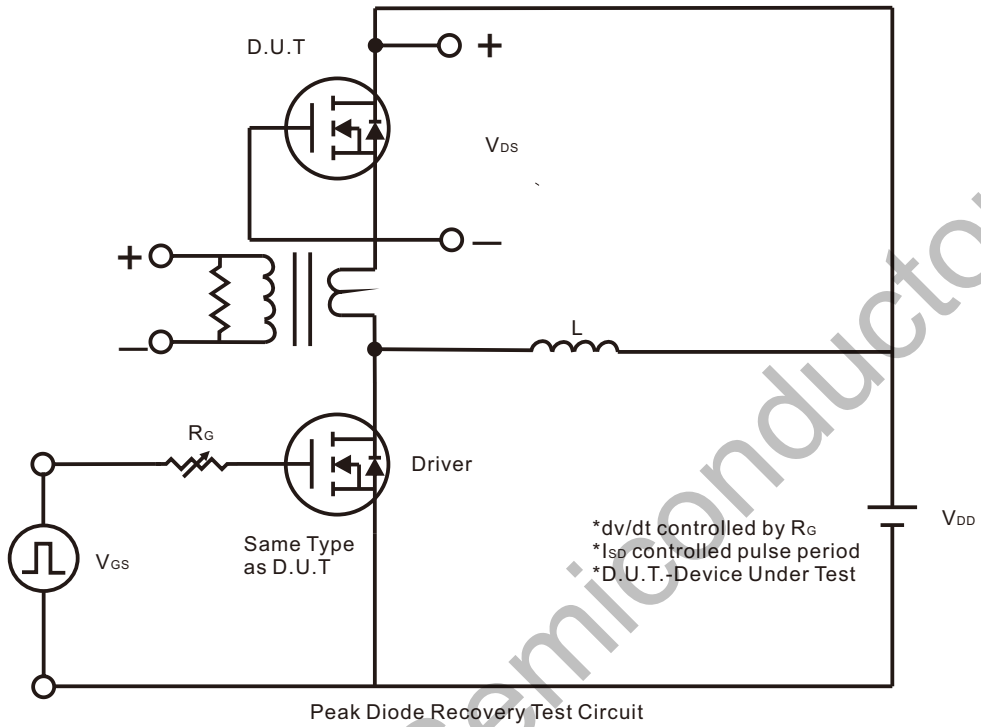 D.U.T
+
VDS
—
+
—
L
RG
Driver
VGS
Same Type
as D.U.T
*dv/dt controlled by RG
*ISD controlled pulse period
*D.U.T.-Device Under Test
VDD
Peak Diode Recovery Test Circuit
emiconducto